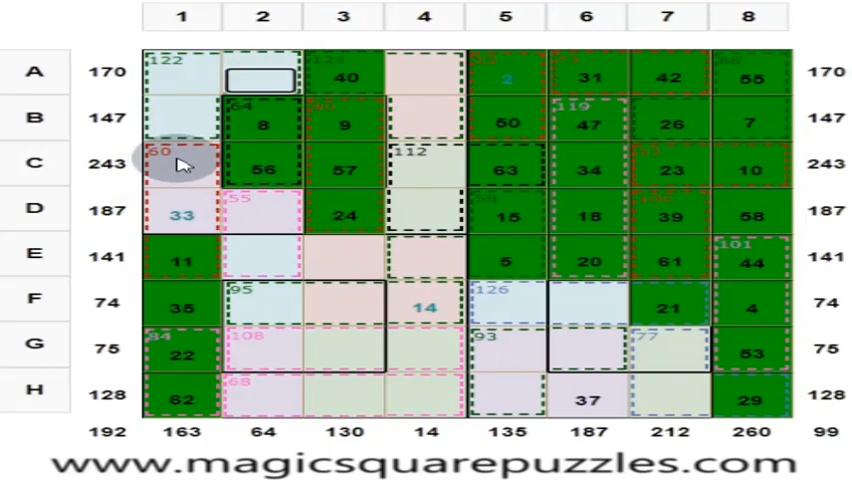 1 2 3 4 5 6 7 8
A 170 122 40 2 31 42 55 170
B 147 64 8 9 50 119 47 26 7 147
C 243 60 56 57 112 63 34 23 10 243
D 187 33 55 24 15 18 39 58 187
E 141 11 5 20 61 101 44 141
F 74 35 95 14 126 21 4 74
G 75 84 22 108 93 77 53 75
H 128 62 68 37 29 128
192 163 64 130 14 135 187 212 260 99
www.magicsquarepuzzles.com